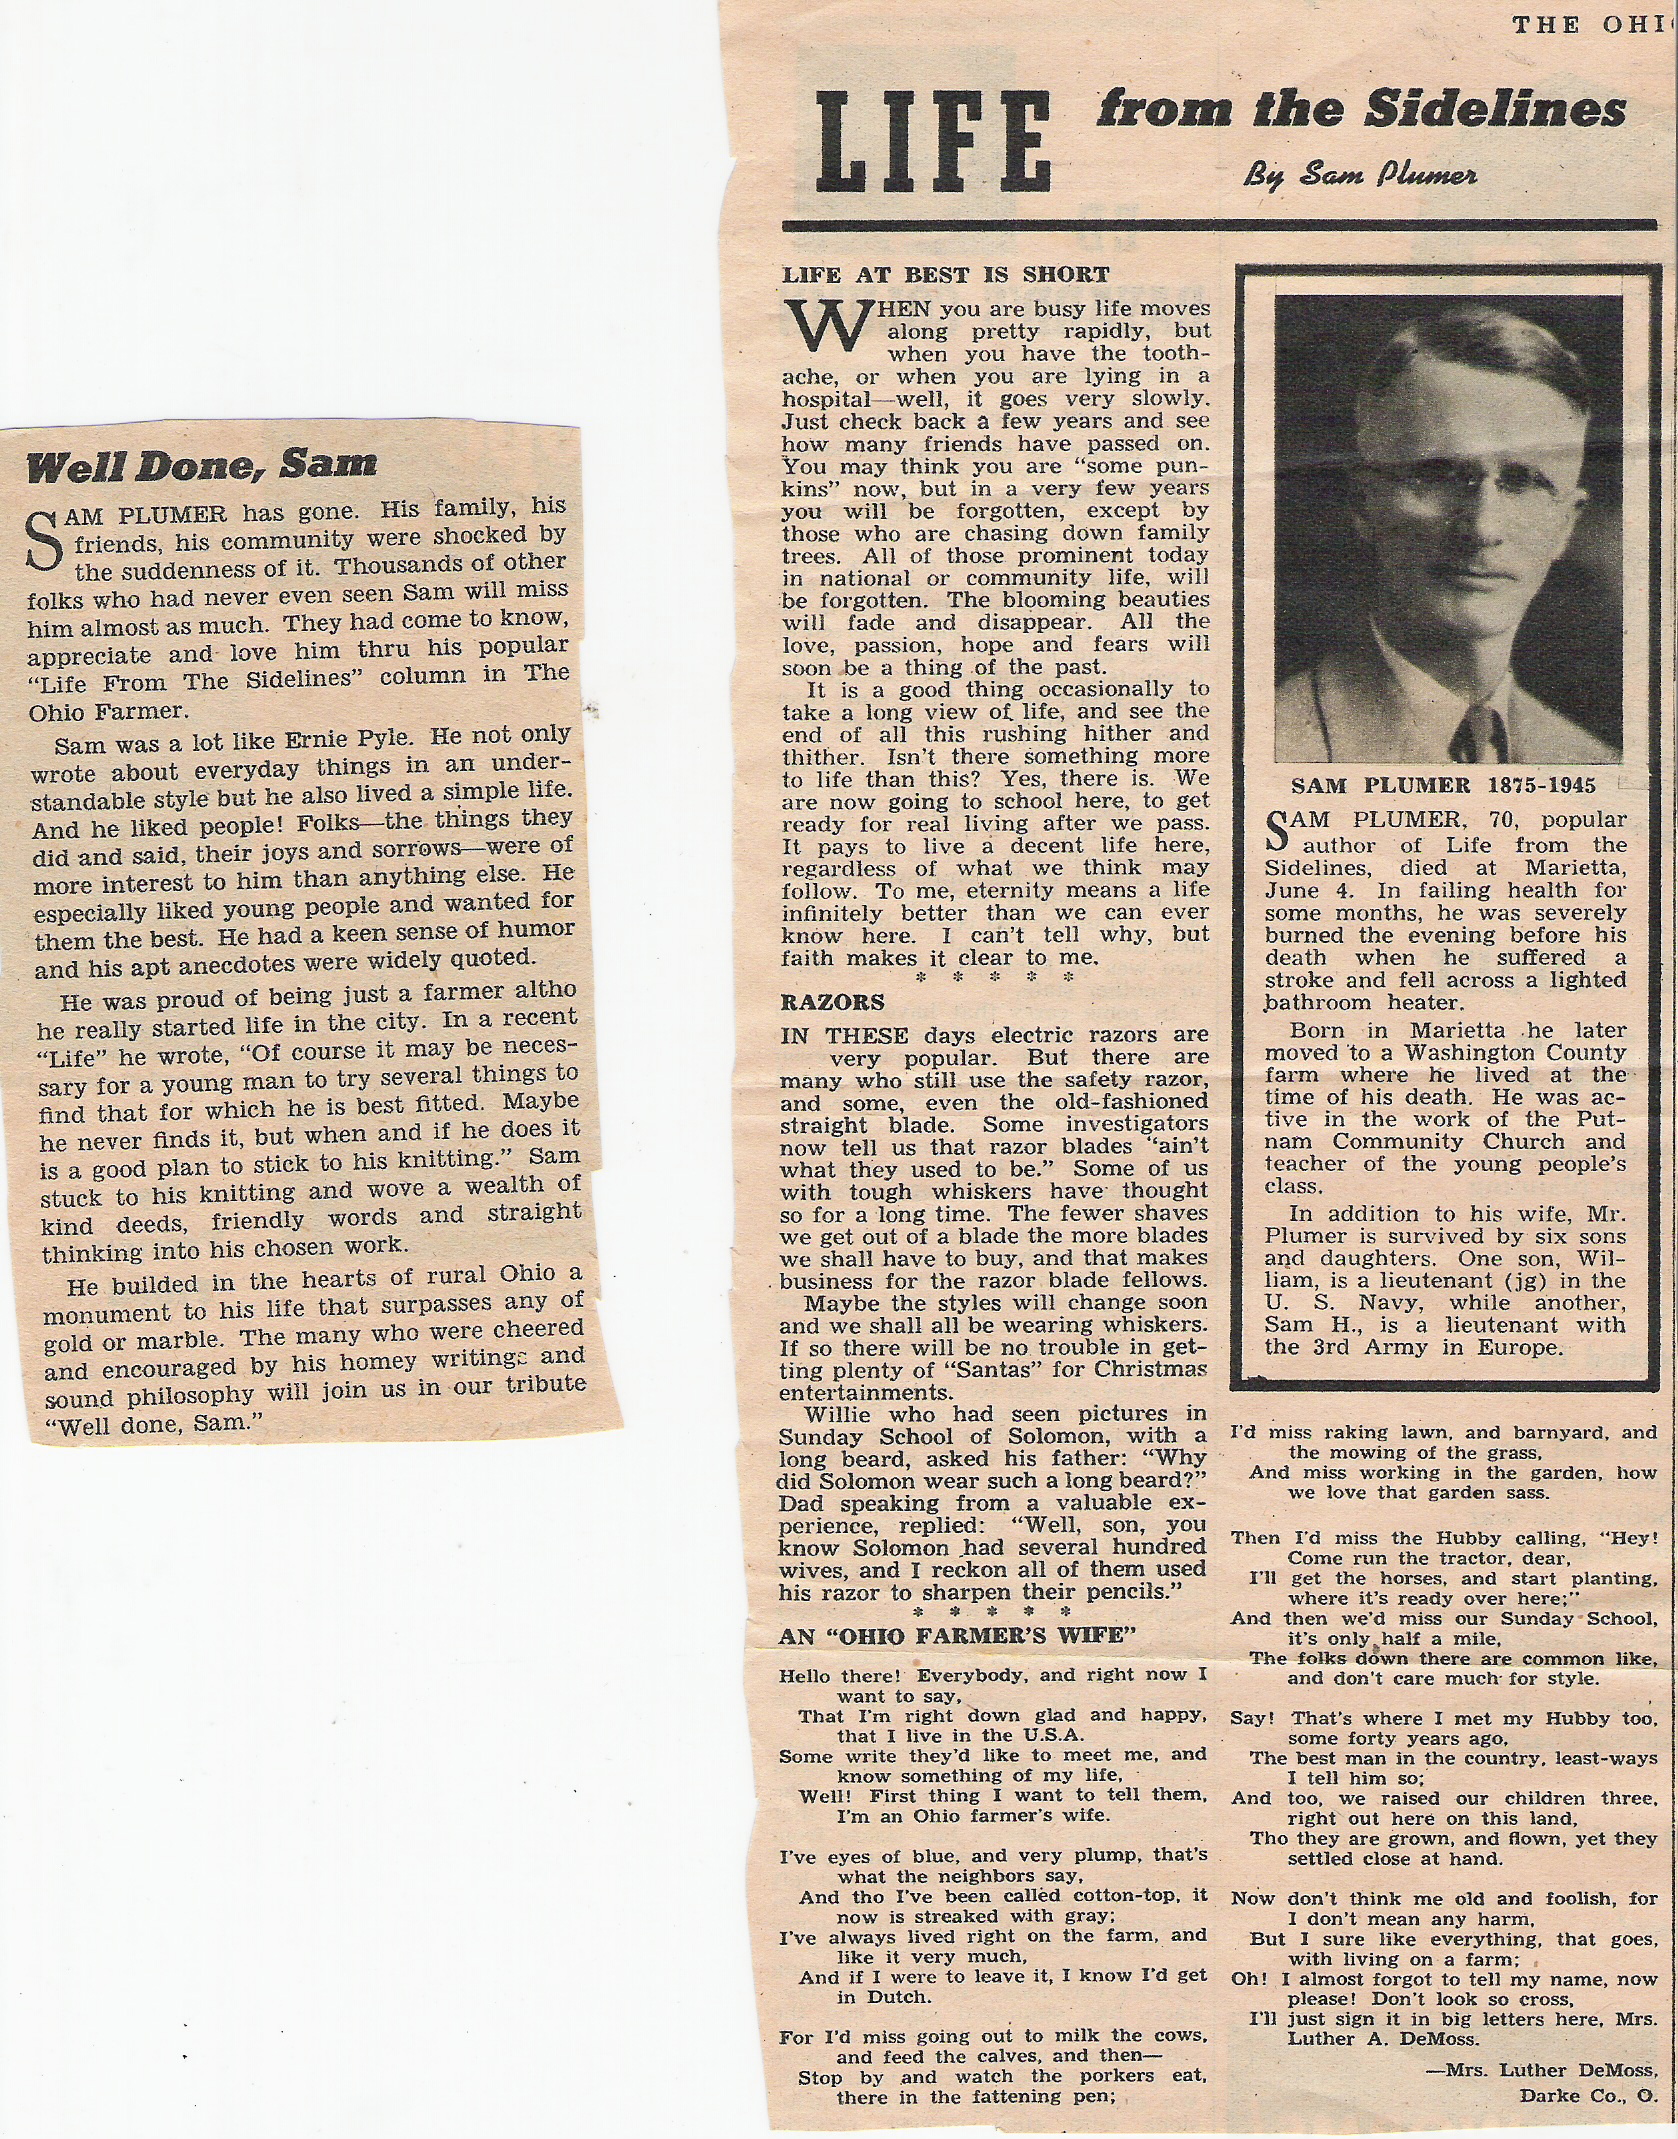 Well Done, Sam
SAM PLUMER has gone. His family, his
friends, his community were shocked by
the suddenness of it. Thousands of other
folks who had never even seen Sam will miss
him almost as much. They had come to know,
appreciate and love him thru his popular
“Life From The Sidelines” column in The
Ohio Farmer.
Sam was a lot like Ernie Pyle. He not only
wrote about everyday things in an under-
standable style but he also lived a simple life.
And he liked people! Folks—the things they
did and said, their joys and sorrows—were of
more interest to him than anything else. He
especially liked young people and wanted for
them the best. He had a keen sense of humor
and his apt anecdotes were widely quoted.
He was proud of being just a farmer altho
he really started life in the city. In a recent
“Life” he wrote, “Of course it may be neces-
sary for a young man to try several things to
find that for which he is best fitted. Maybe
he never finds it, but when and if he does it
is a good plan to stick to his knitting.” Sam
stuck to his knitting and wove a wealth of
kind deeds, friendly words and straight
thinking into his chosen work.
He builded in the hearts of rural Ohio a
monument to his life that surpasses any of
gold or marble. The many who were cheered
and encouraged by his homey writings and
sound philosophy will join us in our tribute
“Well done, Sam.”
THE OHI
LIFE from the Sidelines
By Sam Plumer
LIFE AT BEST IS SHORT
WHEN you are busy life moves
along pretty rapidly, but
when you have the tooth-
ache, or when you are lying in a
hospital—well, it goes very slowly.
Just check back a few years and see
how many friends have passed on.
You may think you are “some pun-
kins” now, but in a very few years
you will be forgotten, except by
those who are chasing down family
trees. All of those prominent today
in national or community life, will
be forgotten. The blooming beauties
will fade and disappear. All the
love, passion, hope and fears will
soon be a thing of the past.
It is a good thing occasionally to
take a long view of life, and see the
end of all this rushing hither and
thither. Isn't there something more
to life than this? Yes, there is. We
are now going to school here, to get
ready for real living after we pass.
It pays to live a decent life here,
regardless of what we think may
follow. To me, eternity means a life
infinitely better than we can ever
know here. I can't tell why, but
faith makes it clear to me.
* * * * *
RAZORS
IN THESE days electric razors are
very popular. But there are
many who still use the safety razor,
and some, even the old-fashioned
straight blade. Some investigators
now tell us that razor blades “ain't
what they used to be.” Some of us
with tough whiskers have thought
so for a long time. The fewer shaves
we get out of a blade the more blades
we shall have to buy, and that makes
business for the razor blade fellows.
Maybe the styles will change soon
and we shall all be wearing whiskers.
If so there will be no trouble in get-
ting plenty of “Santas” for Christmas
entertainments.
Willie who had seen pictures in
Sunday School of Solomon, with a
long beard, asked his father: “Why
did Solomon wear such a long beard?”
Dad speaking from a valuable ex-
perience, replied: “Well, son, you
know Solomon had several hundred
wives, and I reckon all of them used
his razor to sharpen their pencils.”
* * * * *
AN “OHIO FARMER'S WIFE”
Hello there! Everybody, and right now I
want to say,
That I'm right down glad and happy,
that I live in the U.S.A.
Some write they'd like to meet me, and
know something of my life,
Well! First thing I want to tell them,
I'm an Ohio farmer's wife.
I've eyes of blue, and very plump, that's
what the neighbors say,
And tho I've been called cotton-top, it
now is streaked with gray;
I've always lived right on the farm, and
like it very much,
And if I were to leave it, I know I'd get
in Dutch.
For I'd miss going out to milk the cows,
and feed the calves, and then—
Stop by and watch the porkers eat,
there in the fattening pen;
SAM PLUMER 1875-1945
SAM PLUMER, 70, popular
author of Life from the
Sidelines, died at Marietta,
June 4. In failing health for
some months, he was severely
burned the evening before his
death when he suffered a
stroke and fell across a lighted
bathroom heater.
Born in Marietta he later
moved to a Washington County
farm where he lived at the
time of his death. He was ac-
tive in the work of the Put-
nam Community Church and
teacher of the young people's
class.
In addition to his wife, Mr.
Plumer is survived by six sons
and daughters. One son, Wil-
liam, is a lieutenant (jg) in the
U. S. Navy, while another,
Sam H., is a lieutenant with
the 3rd Army in Europe.
I'd miss raking lawn, and barnyard, and
the mowing of the grass,
And miss working in the garden, how
we love that garden sass.
Then I'd miss the Hubby calling, “Hey!
Come run the tractor, dear,
I'll get the horses, and start planting,
where it's ready over here;”
And then we'd miss our Sunday School,
it's only half a mile,
The folks down there are common like,
and don't care much for style.
Say! That's where I met my Hubby too,
some forty years ago,
The best man in the country, least-ways
I tell him so;
And too, we raised our children three,
right out here on this land,
Tho they are grown, and flown, yet they
settled close at hand.
Now don't think me old and foolish, for
I don't mean any harm,
But I sure like everything, that goes,
with living on a farm;
Oh! I almost forgot to tell my name, now
please! Don't look so cross,
I'll just sign it in big letters here, Mrs.
Luther A. DeMoss.
—Mrs. Luther DeMoss,
Darke Co., O.